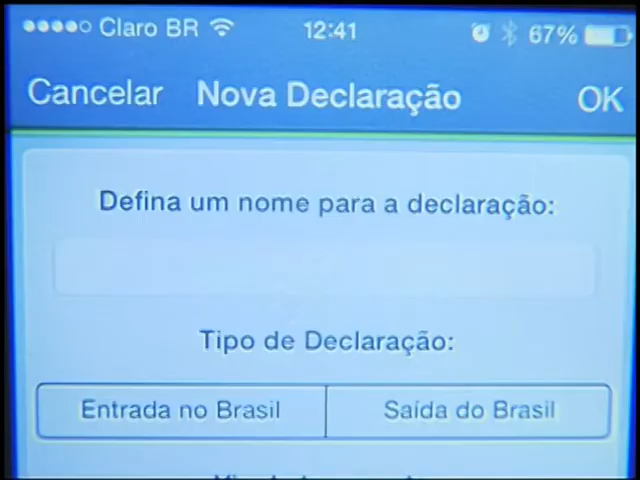 Claro BR 12:41 67%
Cancelar Nova Declaração OK
Defina um nome para a declaração:
Tipo de Declaração:
Entrada no Brasil Saída do Brasil